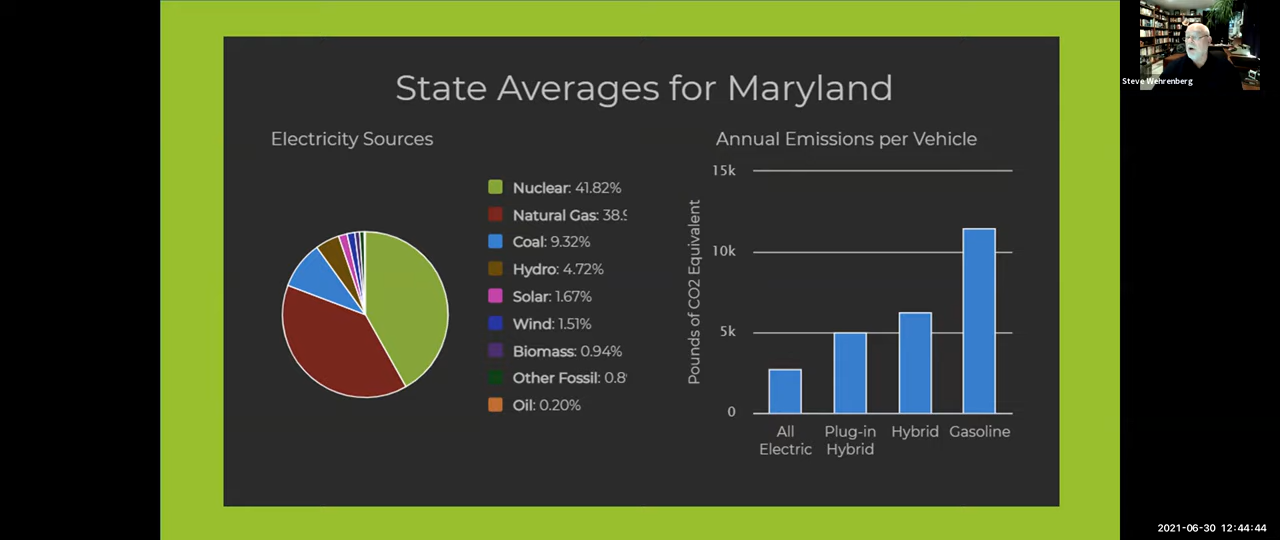 State Averages for Maryland
Electricity Sources
Nuclear: 41.82%
Natural Gas: 38.9
Coal: 9.32%
Hydro: 4.72%
Solar: 1.67%
Wind: 1.51%
Biomass: 0.94%
Other Fossil: 0.8
Oil: 0.20%
Annual Emissions per Vehicle
Pounds of CO2 Equivalent
15k
10k
5k
0
All Electric
Plug-in Hybrid
Hybrid
Gasoline
Steve Wehrenberg
2021-06-30 12:44:44